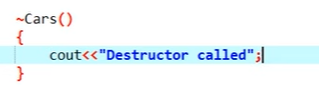 ~Cars()
{
cout<<"Destructor called";
}